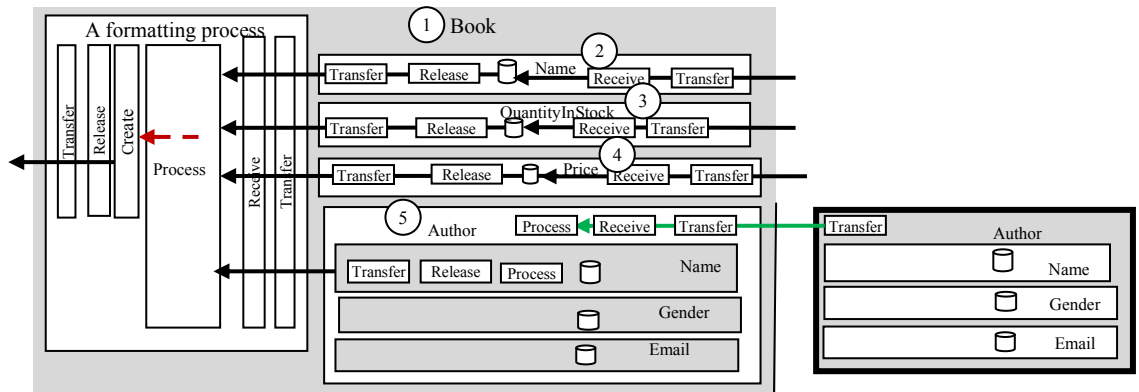 A formatting process
Transfer
Release
Create
Process
Receive
Transfer
1 Book
2
Transfer Release Name Receive Transfer
3
QuantityInStock
Transfer Release Receive Transfer
4
Transfer Release Price Receive Transfer
5
Author Process Receive Transfer
Transfer Release Process Name
Gender
Email
Transfer
Author
Name
Gender
Email